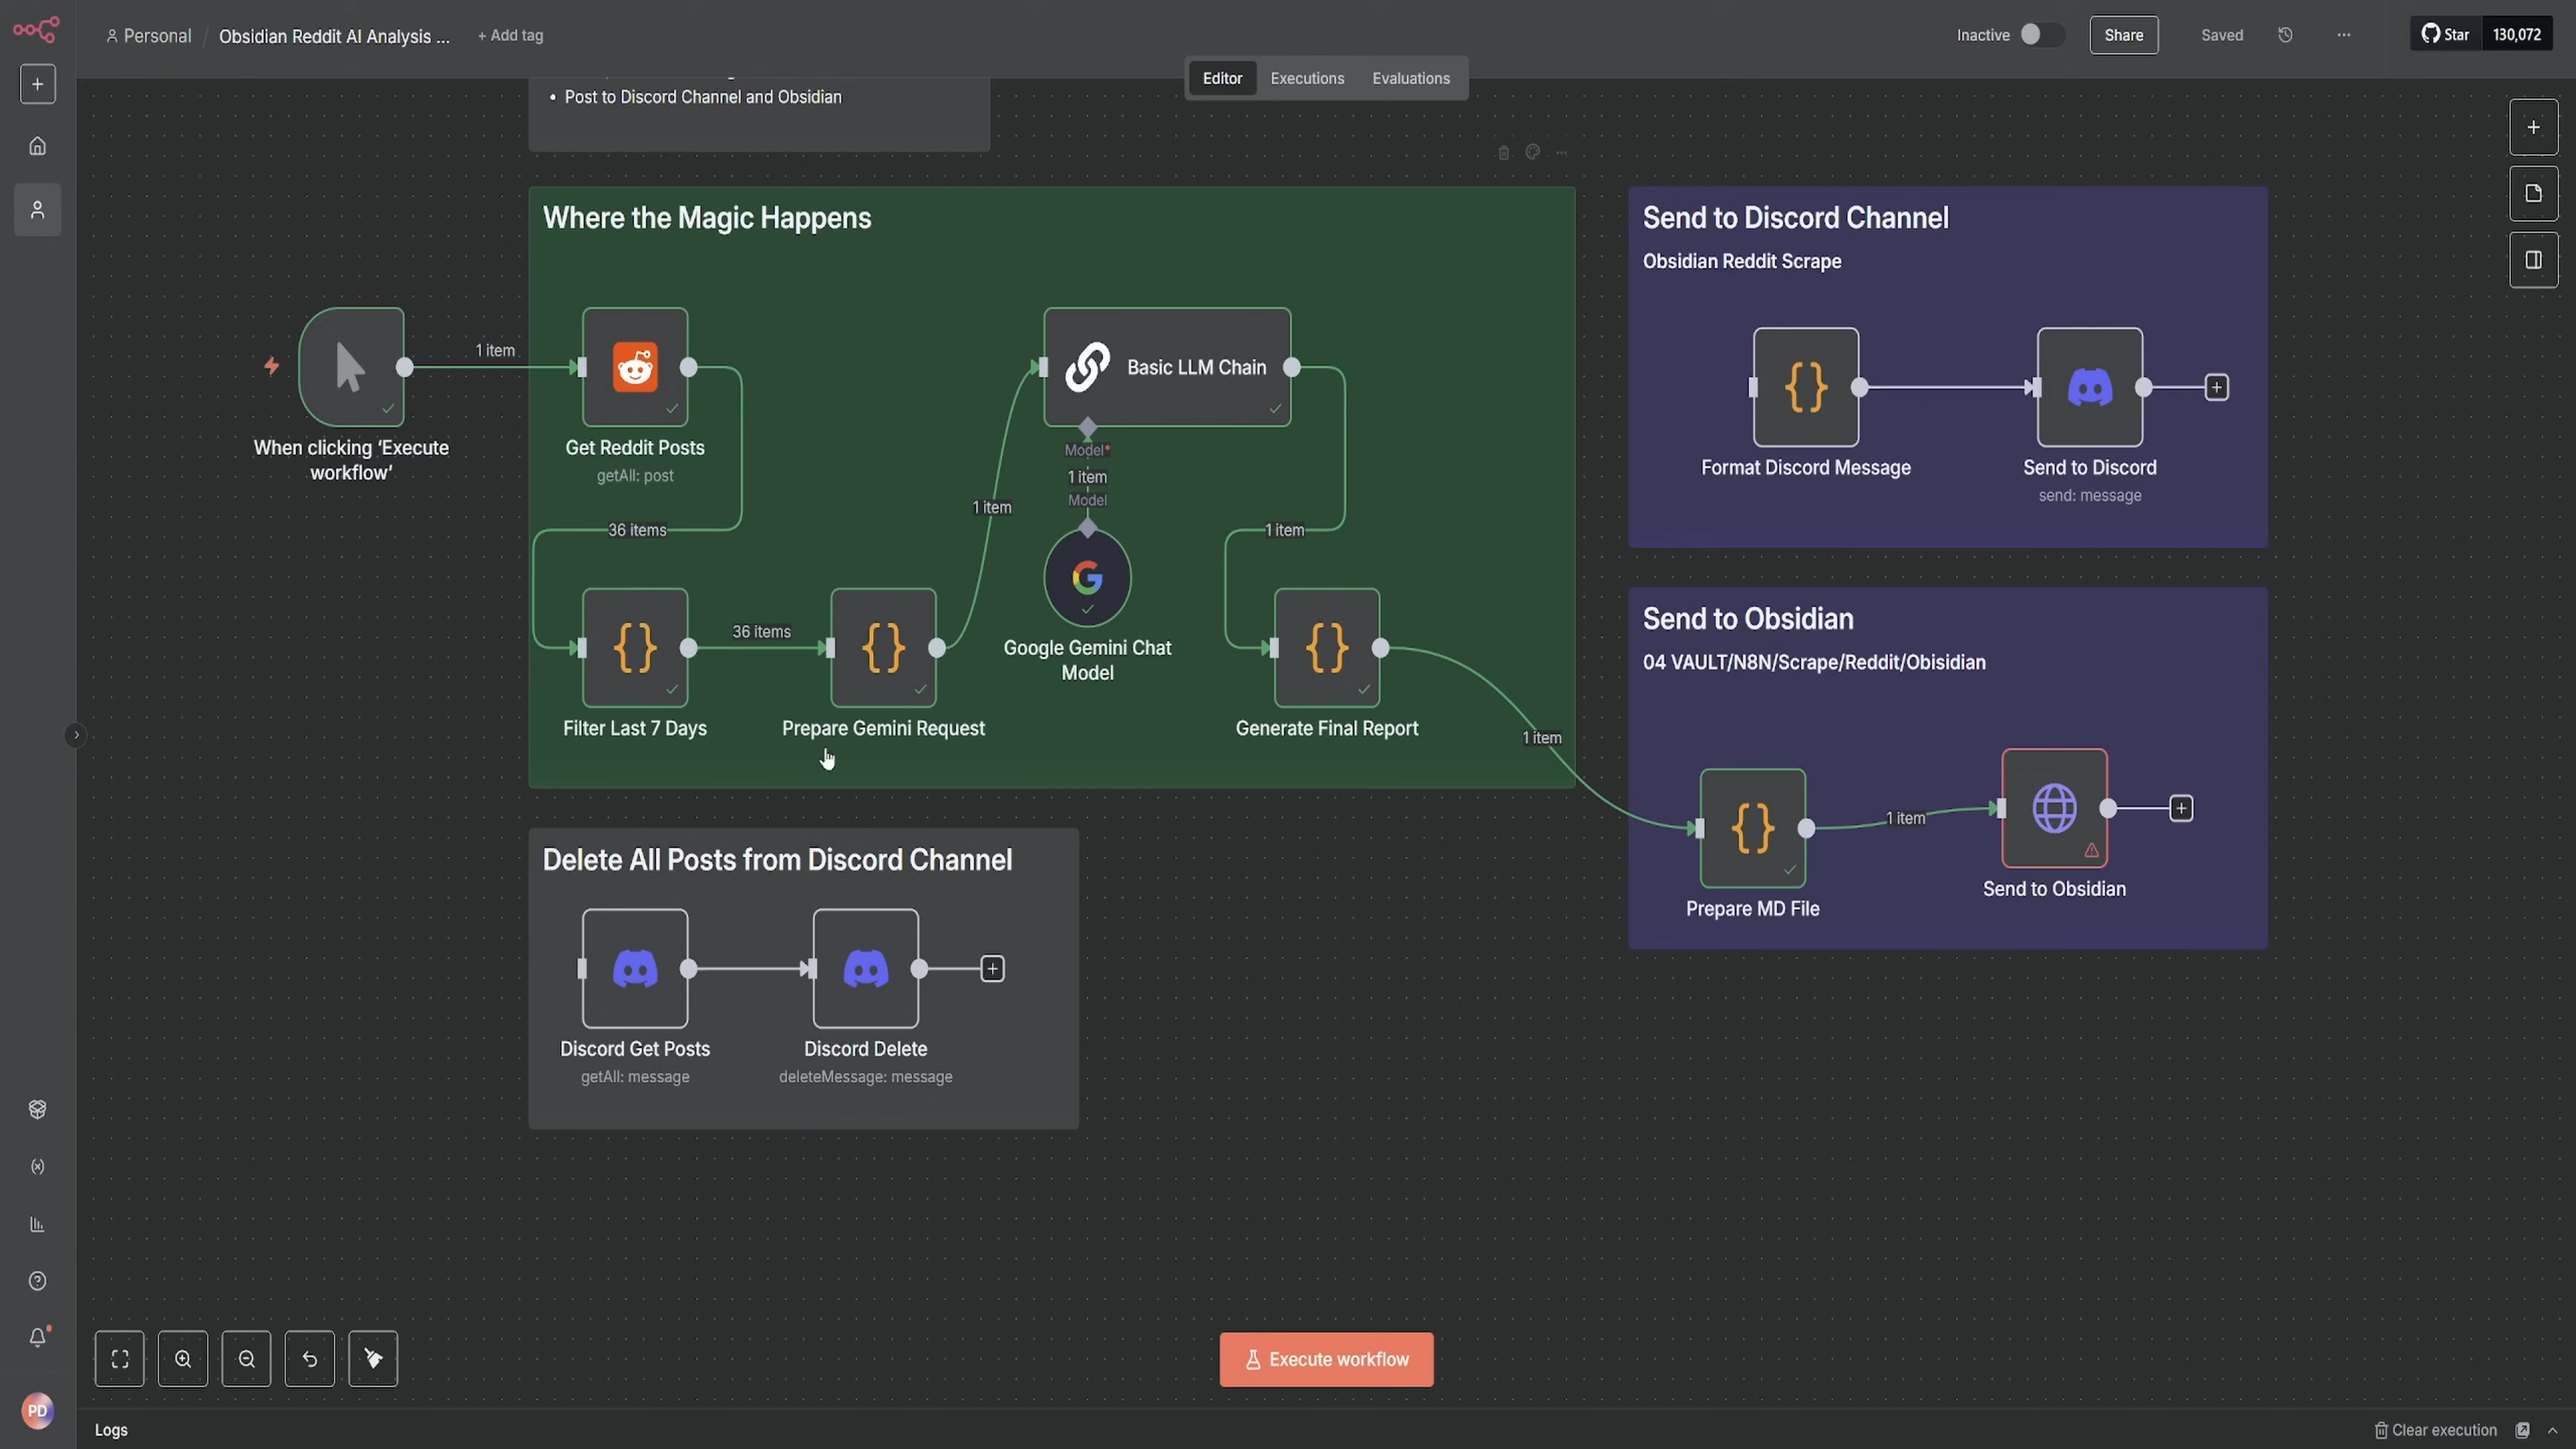 Personal / Obsidian Reddit AI Analysis ... + Add tag
Inactive Share Saved ... Star 130,072
Editor Executions Evaluations
• Post to Discord Channel and Obsidian
Where the Magic Happens
When clicking ‘Execute
workflow’
1 item
Get Reddit Posts
getAll: post
36 items
Filter Last 7 Days
36 items
Prepare Gemini Request
1 item
Basic LLM Chain
Model*
1 item
Model
Google Gemini Chat
Model
1 item
Generate Final Report
1 item
Send to Discord Channel
Obsidian Reddit Scrape
Format Discord Message
Send to Discord
send: message
Send to Obsidian
04 VAULT/N8N/Scrape/Reddit/Obisidian
Prepare MD File
1 item
Send to Obsidian
Delete All Posts from Discord Channel
Discord Get Posts
getAll: message
Discord Delete
deleteMessage: message
Execute workflow
PD
Logs
Clear execution